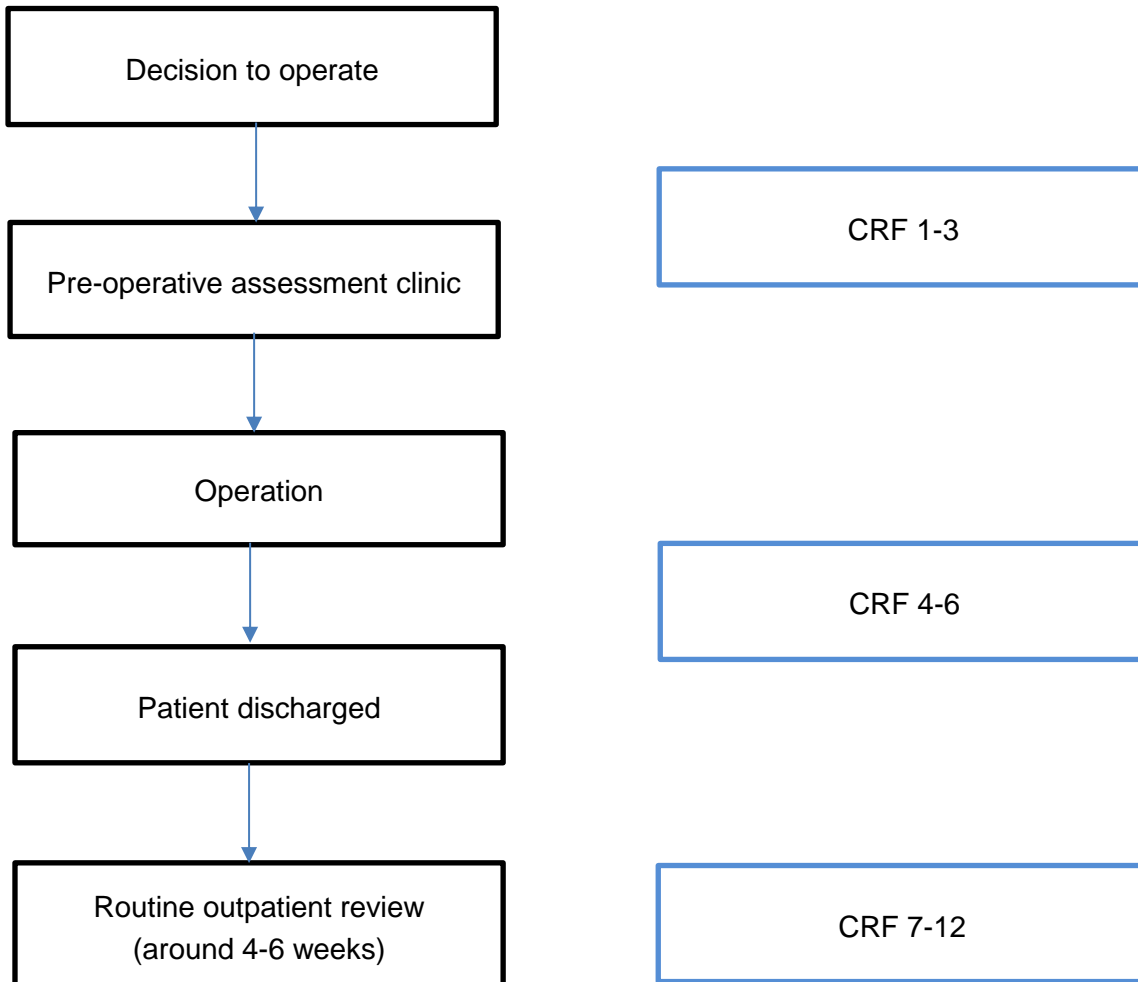 Decision to operate
CRF 1-3
Pre-operative assessment clinic
Operation
CRF 4-6
Patient discharged
Routine outpatient review
(around 4-6 weeks)
CRF 7-12